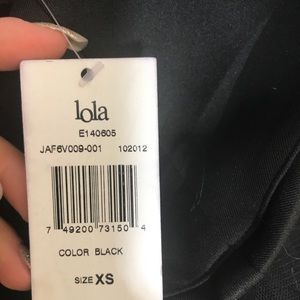 lola
E140605
JAF6V009-001 102012
7 49200 73150 4
COLOR BLACK
SIZE XS